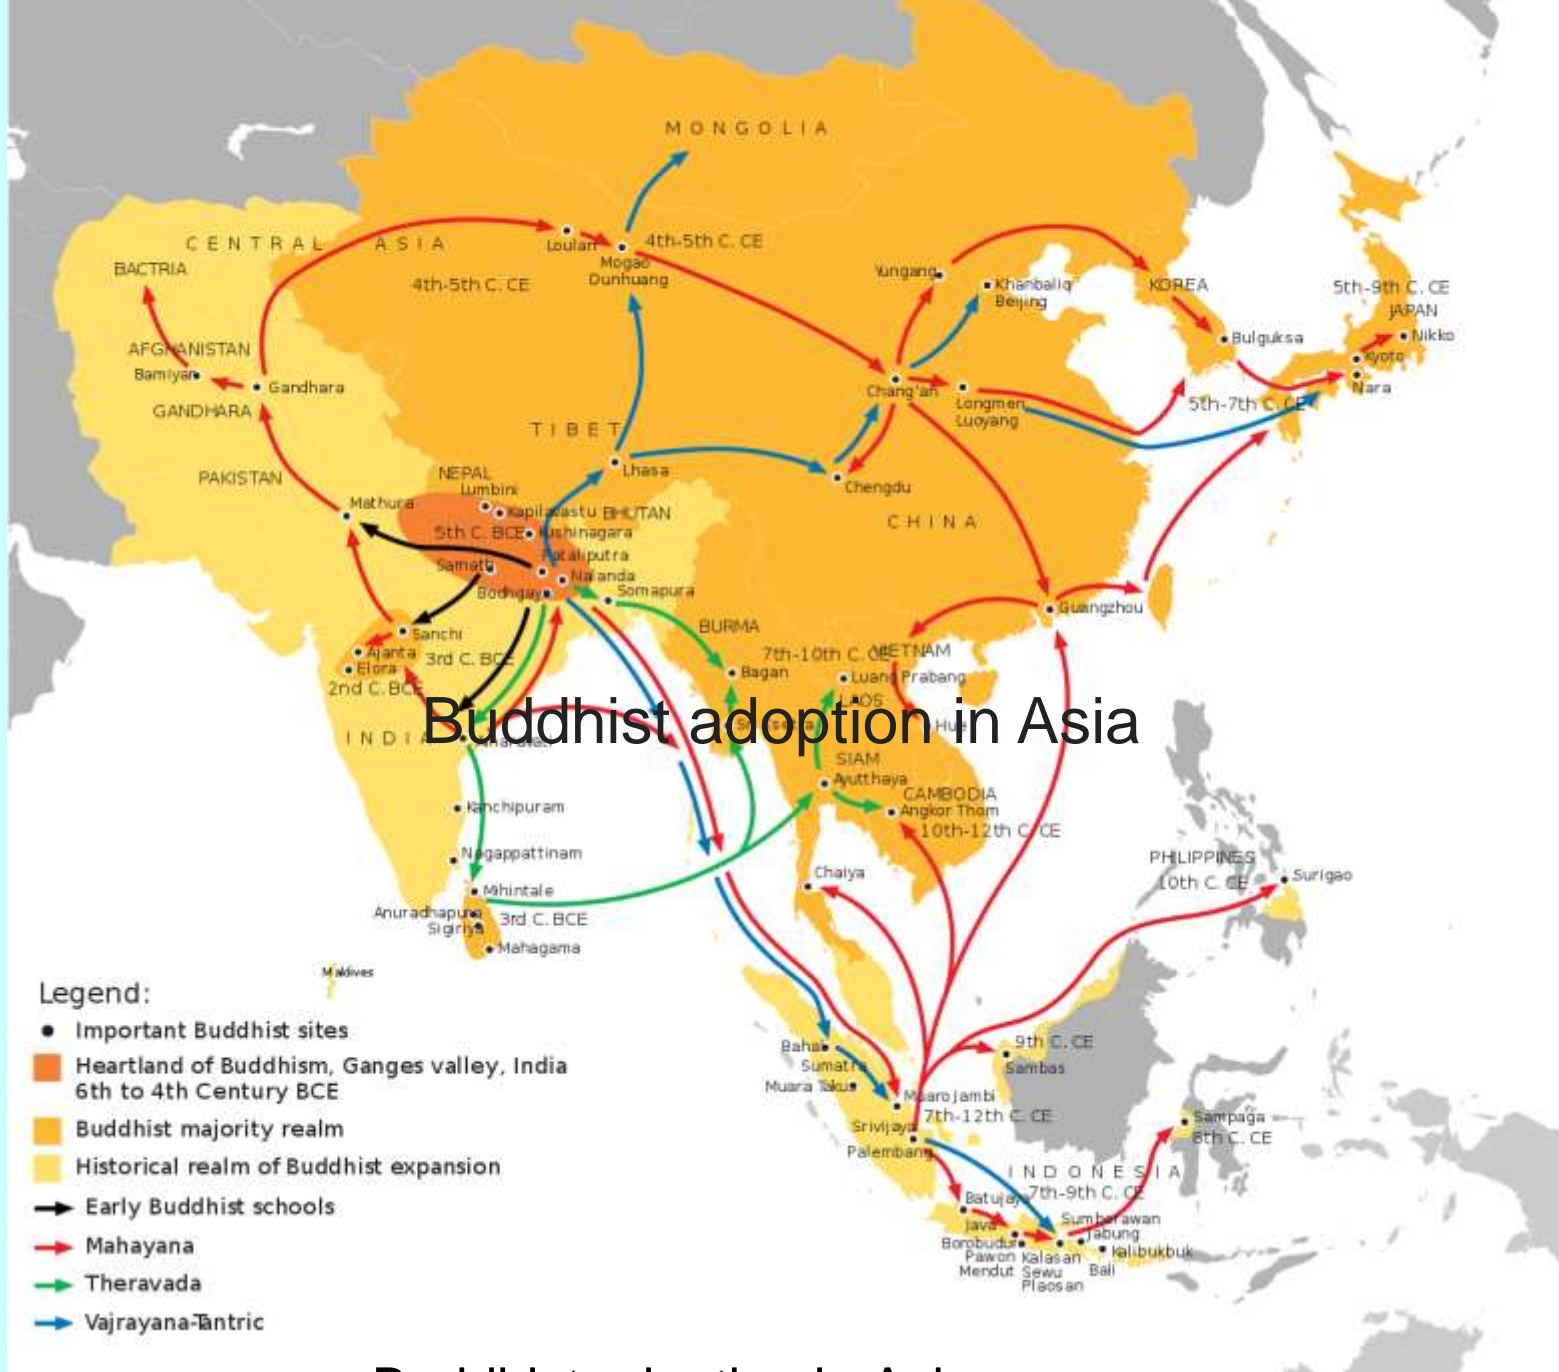 MONGOLIA
CENTRAL ASIA
Loulan
4th-5th C. CE
Mogao
Dunhuang
BACTRIA
4th-5th C. CE
Yungang
Khanbaliq
Beijing
KOREA
5th-9th C. CE
JAPAN
Nikko
Bulguksa
Kyoto
Nara
AFGHANISTAN
Bamiyan
Gandhara
GANDHARA
Chang'an
Longmen
Luoyang
5th-7th C. CE
TIBET
Lhasa
PAKISTAN
NEPAL
Lumbini
Chengdu
Mathura
Kapilavastu
BHUTAN
CHINA
5th C. BCE
Kushinagara
Pataliputra
Sarnath
Nalanda
Bodhgaya
Somapura
Guangzhou
BURMA
Sanchi
Ajanta
3rd C. BCE
7th-10th C. CE
VIETNAM
Elora
Bagan
Luang Prabang
2nd C. BCE
LAOS
Buddhist adoption in Asia
Hue
INDIA
SIAM
Ayutthaya
CAMBODIA
Kanchipuram
Angkor Thom
10th-12th C. CE
Nagappattinam
PHILIPPINES
Chaiya
Surigao
10th C. CE
Mihintale
Anuradhapura
3rd C. BCE
Sigiriya
Mahagama
Maldives
Legend:
Important Buddhist sites
Heartland of Buddhism, Ganges valley, India
6th to 4th Century BCE
Buddhist majority realm
Historical realm of Buddhist expansion
Early Buddhist schools
Mahayana
Theravada
Vajrayana-Tantric
9th C. CE
Bahal
Sumatra
Sambas
Muara Takus
Muaro Jambi
7th-12th C. CE
Srivijaya
Sampaga
8th C. CE
Palembang
INDONESIA
7th-9th C. CE
Batujaya
Java
Sumberawan
Jabung
Borobudur
Kalibukbuk
Pawon
Kalasan
Mendut
Sewu
Bali
Plaosan